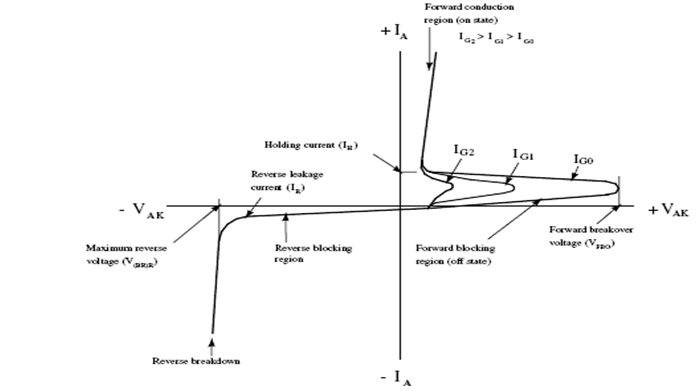 Forward conduction
region (on state)
+ I A
I G2 > I G1 > I G0
Holding current (I R)
I G2
I G1
I G0
Reverse leakage
current (I R)
- V AK
+ V AK
Maximum reverse
voltage (V(BR)R)
Reverse blocking
region
Forward blocking
region (off state)
Forward breakover
voltage (V FBO)
Reverse breakdown
- I A